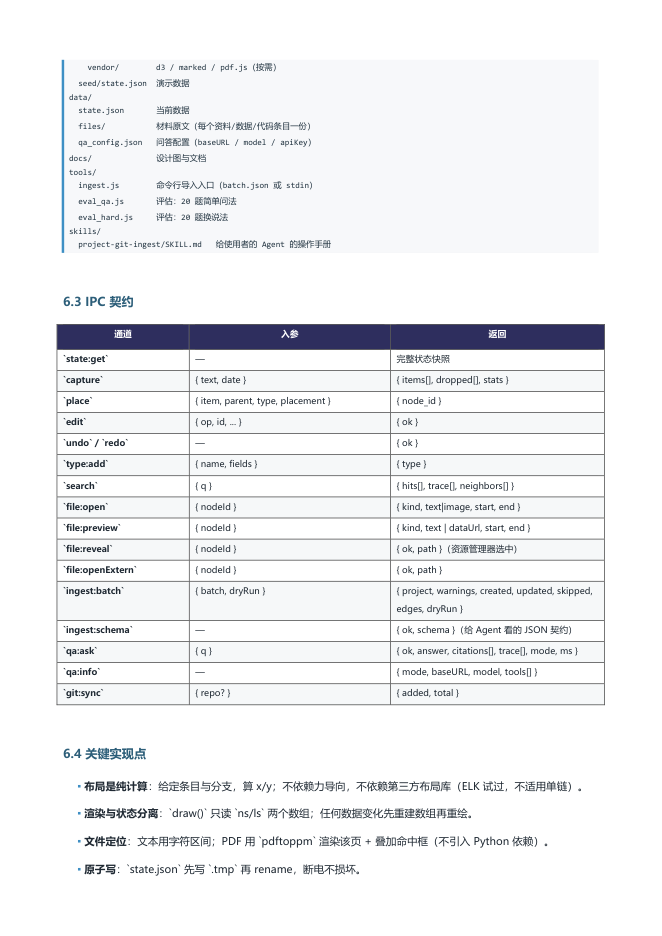 vendor/ d3 / marked / pdf.js (按需)
seed/state.json 演示数据
data/
state.json 当前数据
files/ 材料原文 (每个资料/数据/代码条目一份)
qa_config.json 问答配置 (baseURL / model / apiKey)
docs/ 设计图与文档
tools/
ingest.js 命令行导入入口 (batch.json 或 stdin)
eval_qa.js 评估: 20 题简单问法
eval_hard.js 评估: 20 题换说法
skills/
project-git-ingest/SKILL.md 给使用者的 Agent 的操作手册
6.3 IPC 契约
通道 入参 返回
`state:get` — 完整状态快照
`capture` { text, date } { items[], dropped[], stats }
`place` { item, parent, type, placement } { node_id }
`edit` { op, id, … } { ok }
`undo` / `redo` — { ok }
`type:add` { name, fields } { type }
`search` { q } { hits[], trace[], neighbors[] }
`file:open` { nodeId } { kind, text|image, start, end }
`file:preview` { nodeId } { kind, text | dataUrl, start, end }
`file:reveal` { nodeId } { ok, path }（资源管理器选中）
`file:openExtern` { nodeId } { ok, path }
`ingest:batch` { batch, dryRun } { project, warnings, created, updated, skipped,
edges, dryRun }
`ingest:schema` — { ok, schema }（给 Agent 看的 JSON 契约）
`qa:ask` { q } { ok, answer, citations[], trace[], mode, ms }
`qa:info` — { mode, baseURL, model, tools[] }
`git:sync` { repo? } { added, total }
6.4 关键实现点
▪ 布局是纯计算：给定条目与分支，算 x/y；不依赖力导向，不依赖第三方布局库（ELK 试过，不适用单链）。
▪ 渲染与状态分离：`draw()` 只读 `ns/ls` 两个数组；任何数据变化先重建数组再重绘。
▪ 文件定位：文本用字符区间；PDF 用 `pdftoppm` 渲染该页 + 叠加命中框（不引入 Python 依赖）。
▪ 原子写：`state.json` 先写 `.tmp` 再 rename，断电不损坏。